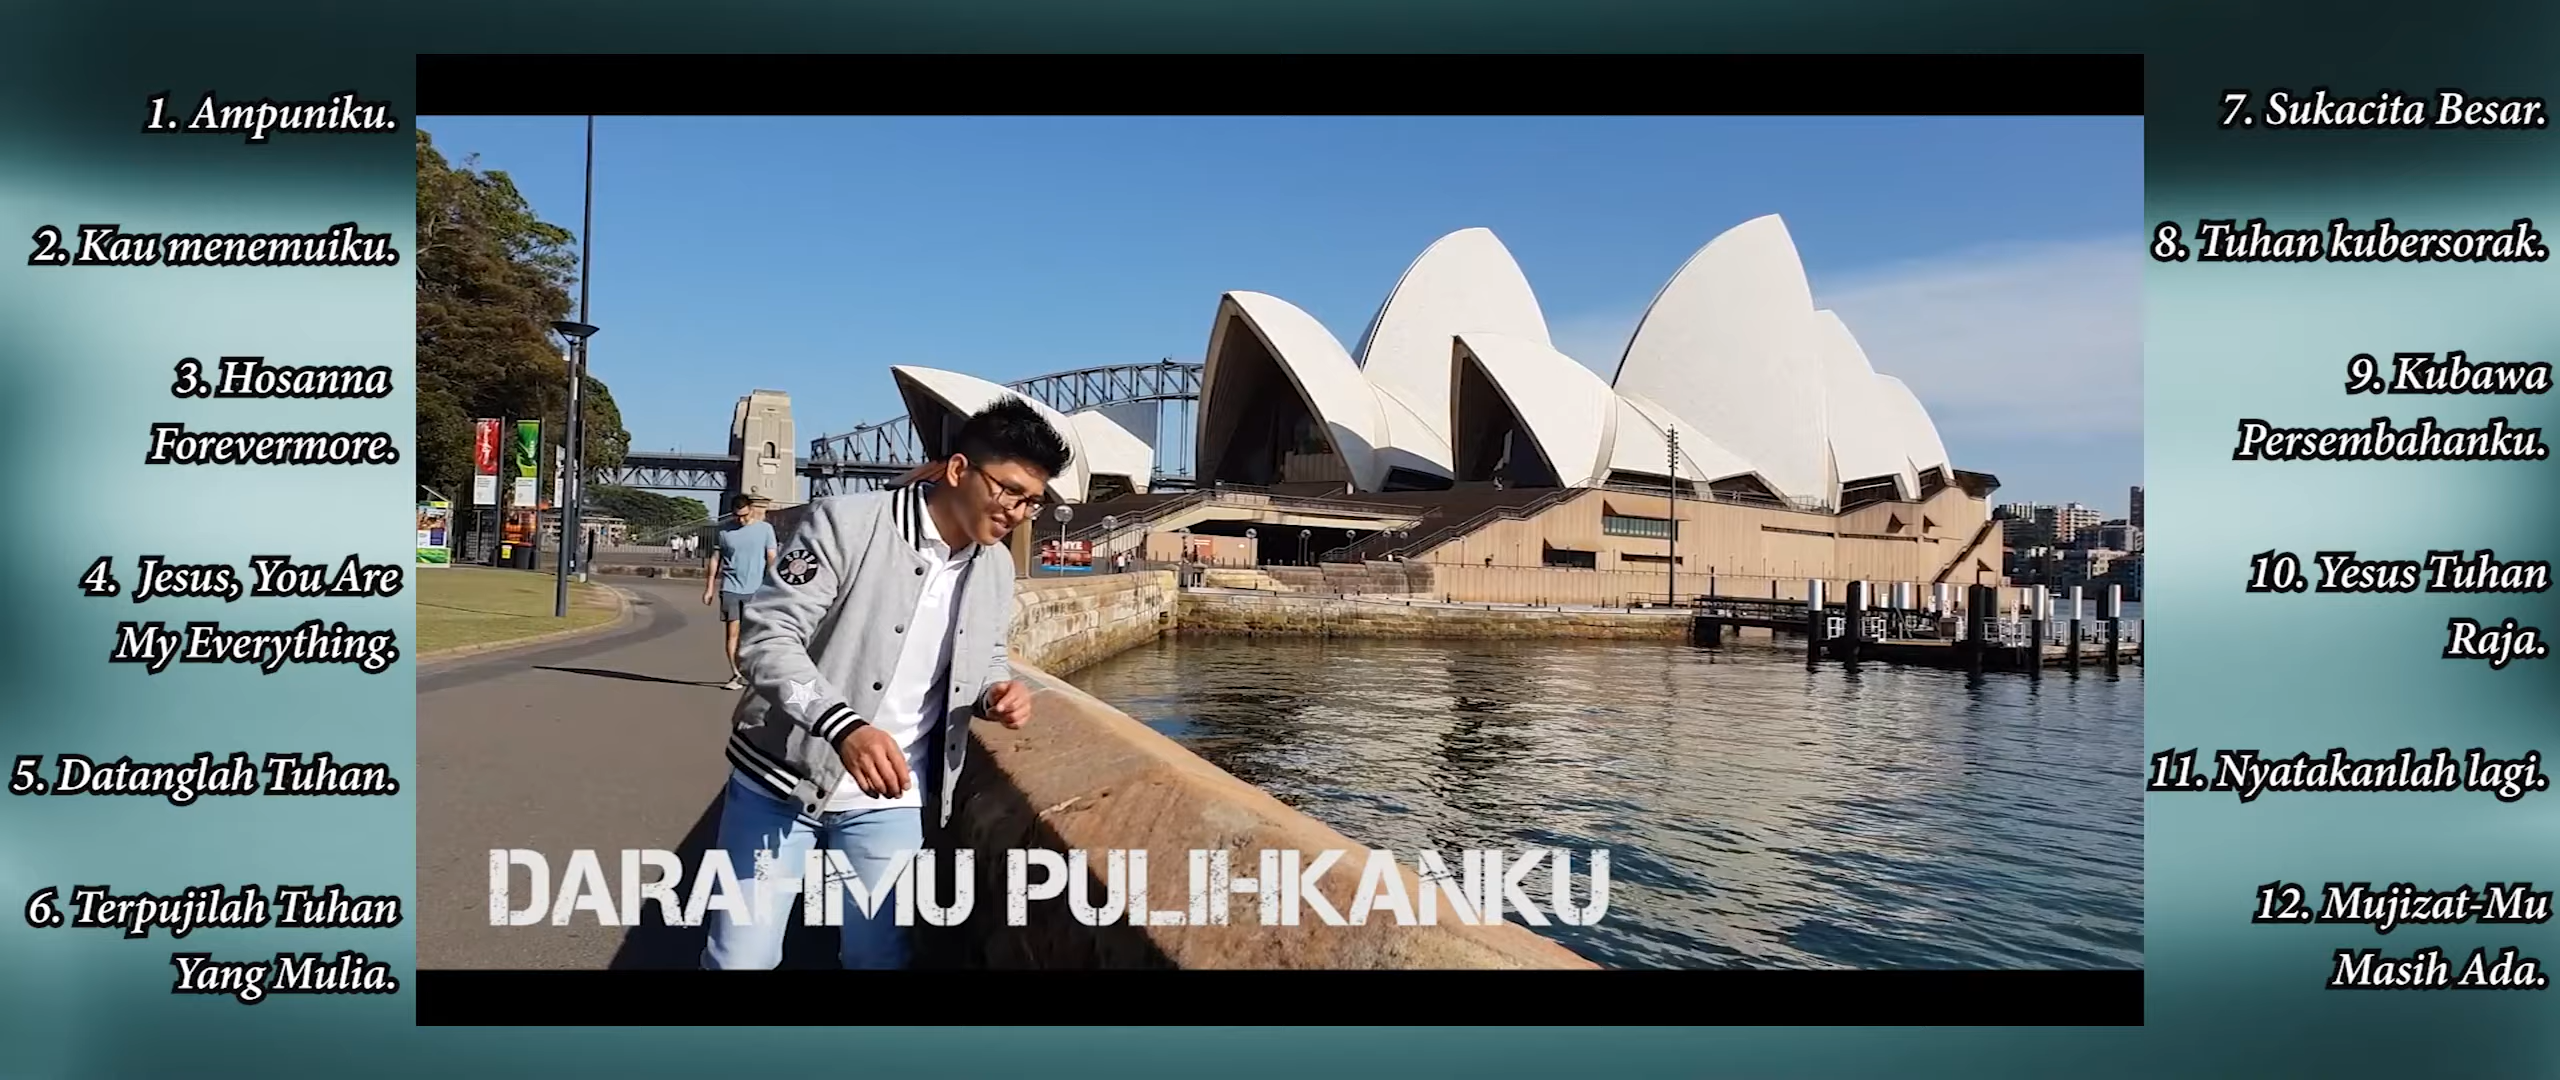 1. Ampuniku.
2. Kau menemuiku.
3. Hosanna
Forevermore.
4. Jesus, You Are
My Everything.
5. Datanglah Tuhan.
6. Terpujilah Tuhan
Yang Mulia.
DARAHMU PULIHKANKU
7. Sukacita Besar.
8. Tuhan kubersorak.
9. Kubawa
Persembahanku.
10. Yesus Tuhan
Raja.
11. Nyatakanlah lagi.
12. Mujizat-Mu
Masih Ada.